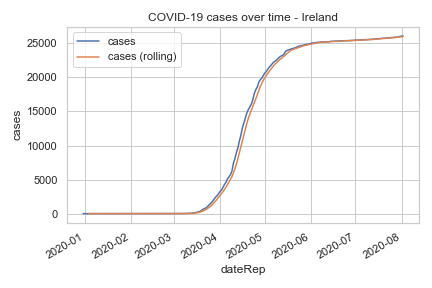 COVID-19 cases over time - Ireland
cases
cases (rolling)
25000
20000
15000
10000
5000
0
cases
2020-01
2020-02
2020-03
2020-04
2020-05
2020-06
2020-07
2020-08
dateRep